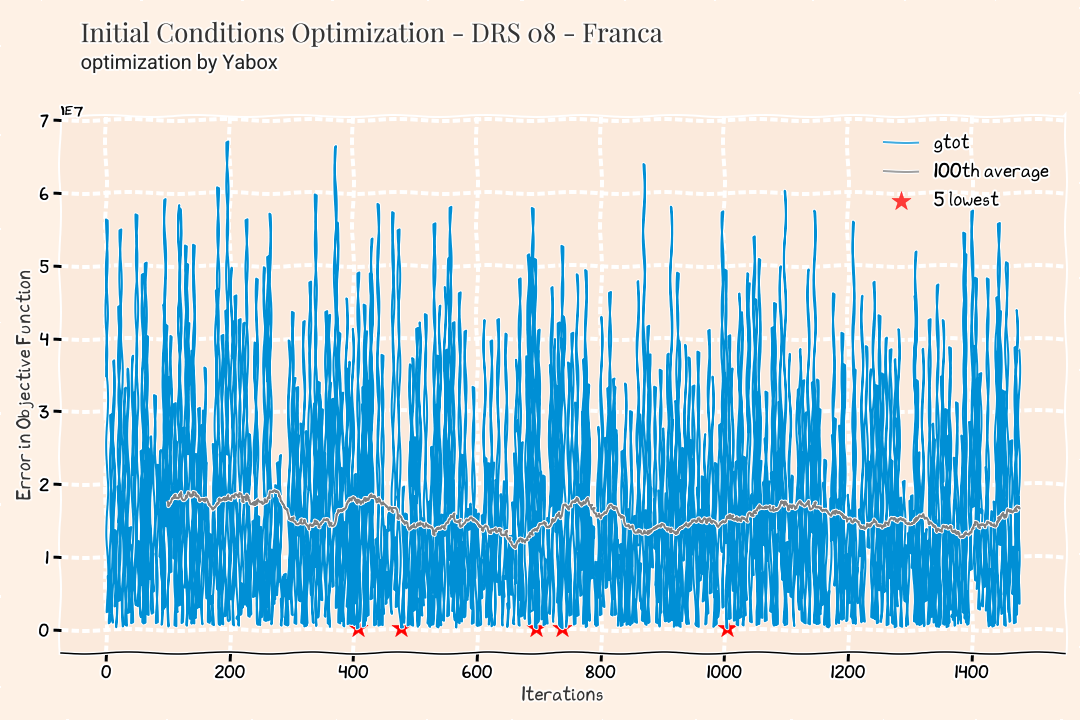 Initial Conditions Optimization - DRS 08 - Franca
optimization by Yabox
1E7
7
6
5
4
3
2
1
0
Error in Objective Function
gtot
100th average
5 lowest
0 200 400 600 800 1000 1200 1400
Iterations